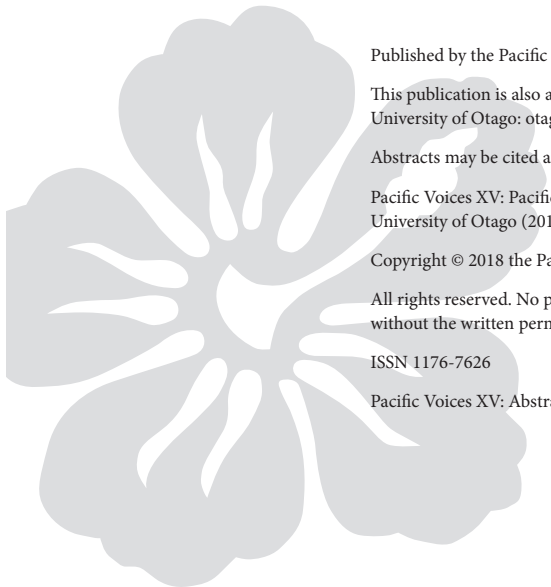 Published by the Pacific
This publication is also a
University of Otago: otag
Abstracts may be cited a
Pacific Voices XV: Pacific
University of Otago (201
Copyright © 2018 the Pa
All rights reserved. No p
without the written perm
ISSN 1176-7626
Pacific Voices XV: Abstra